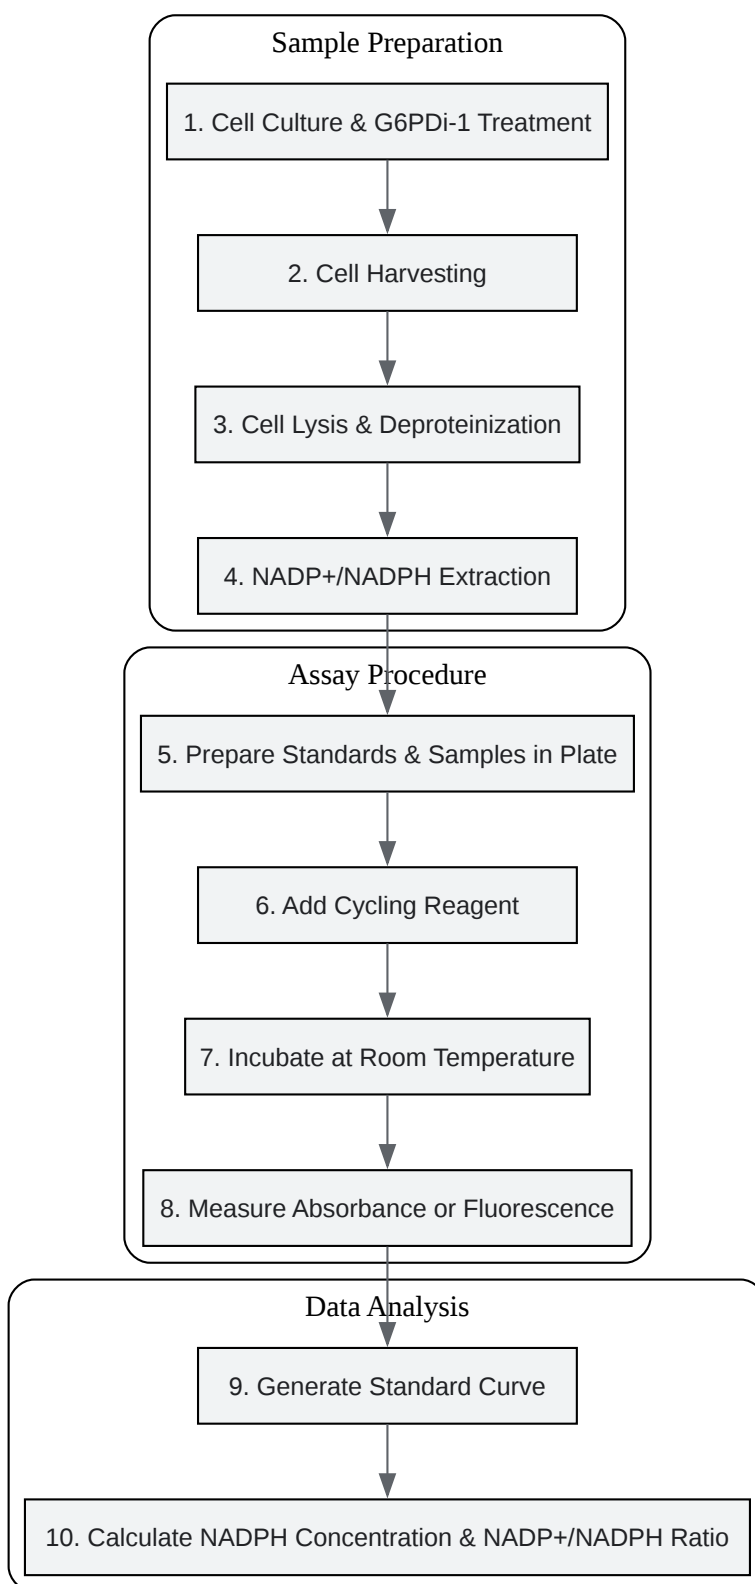 Sample Preparation
1. Cell Culture & G6PDi-1 Treatment
2. Cell Harvesting
3. Cell Lysis & Deproteinization
4. NADP+/NADPH Extraction
Assay Procedure
5. Prepare Standards & Samples in Plate
6. Add Cycling Reagent
7. Incubate at Room Temperature
8. Measure Absorbance or Fluorescence
Data Analysis
9. Generate Standard Curve
10. Calculate NADPH Concentration & NADP+/NADPH Ratio